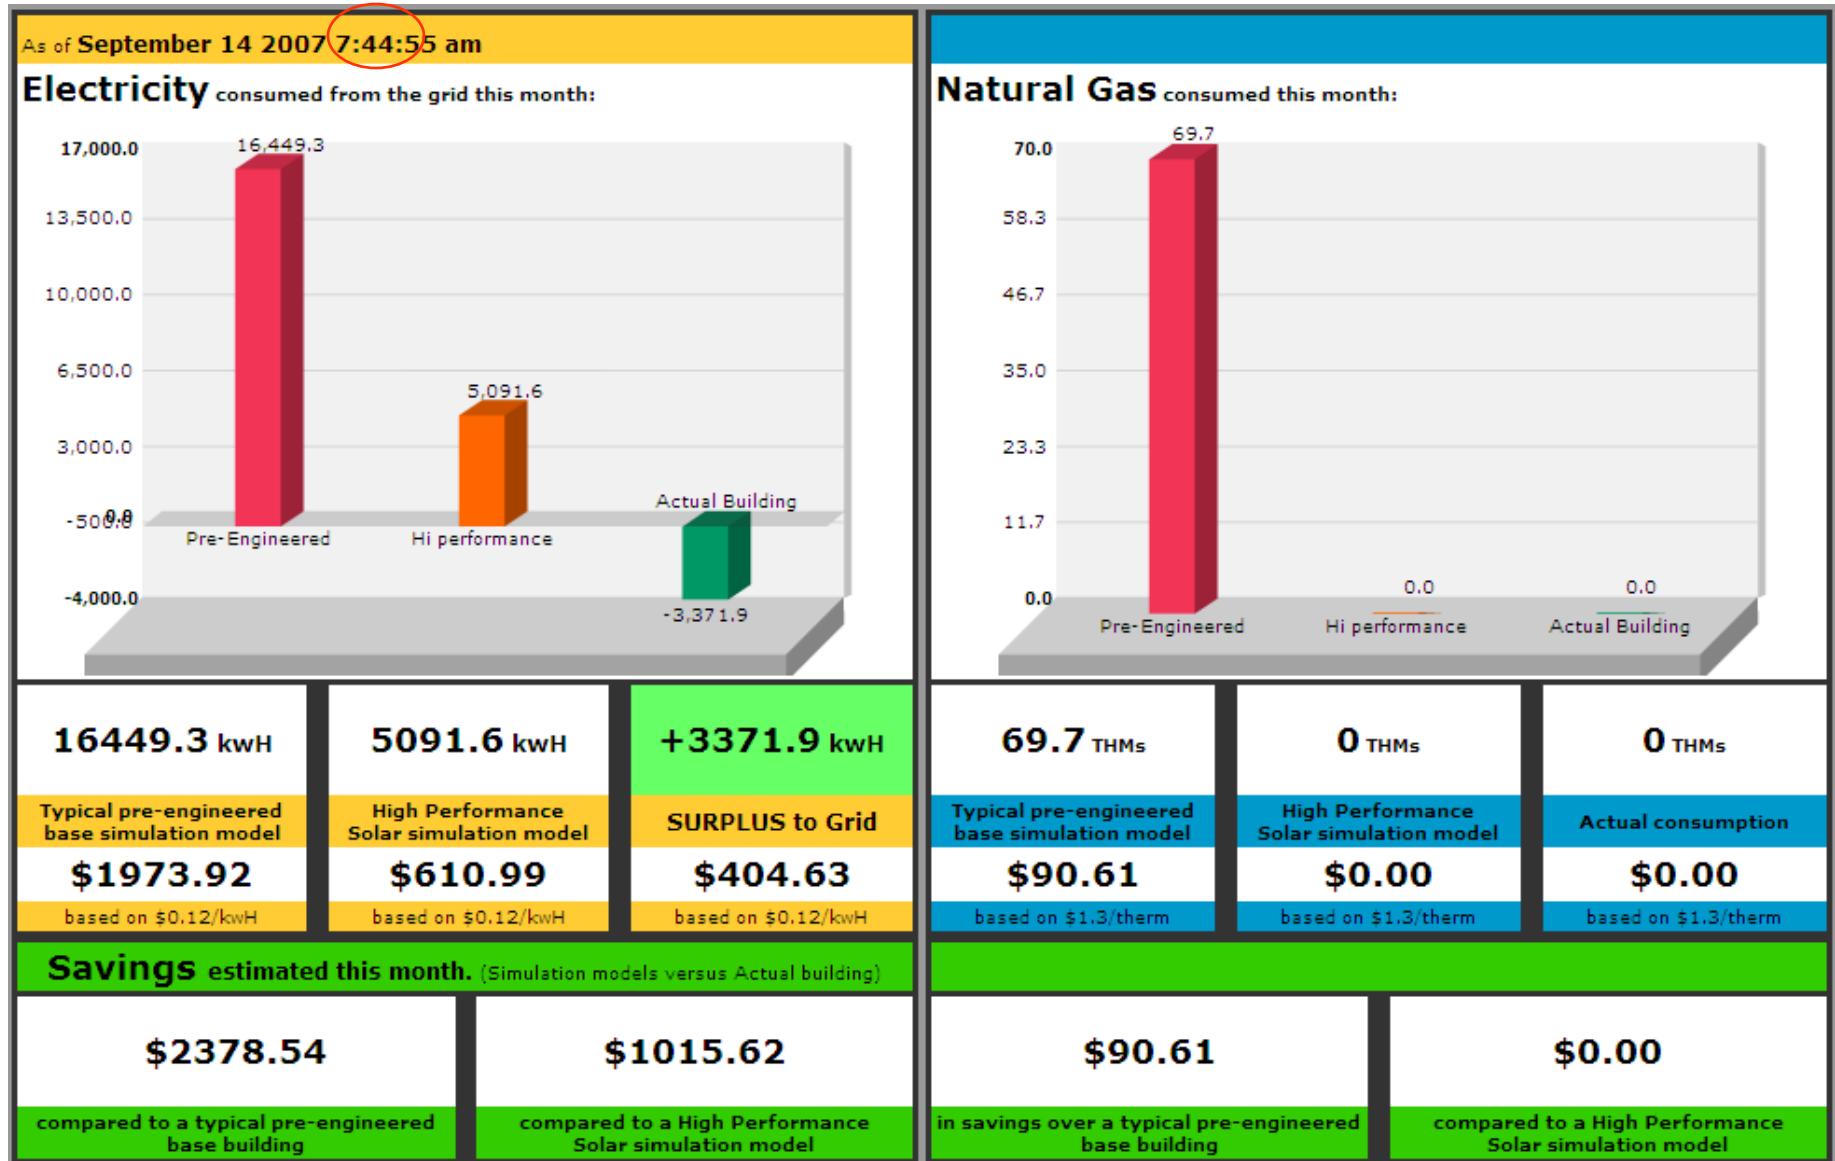 As of September 14 2007 7:44:55 am
Electricity consumed from the grid this month:
17,000.0
16,449.3
13,500.0
10,000.0
6,500.0
5,091.6
3,000.0
Actual Building
-500.0
0.0
Pre-Engineered
Hi performance
-4,000.0
-3,371.9
16449.3 kwH
5091.6 kwH
+3371.9 kwH
Typical pre-engineered
base simulation model
High Performance
Solar simulation model
SURPLUS to Grid
$1973.92
$610.99
$404.63
based on $0.12/kwH
based on $0.12/kwH
based on $0.12/kwH
Savings estimated this month. (Simulation models versus Actual building)
$2378.54
$1015.62
compared to a typical pre-engineered
base building
compared to a High Performance
Solar simulation model
Natural Gas consumed this month:
69.7
70.0
58.3
46.7
35.0
23.3
11.7
0.0
0.0
0.0
Pre-Engineered
Hi performance
Actual Building
69.7 THMs
0 THMs
0 THMs
Typical pre-engineered
base simulation model
High Performance
Solar simulation model
Actual consumption
$90.61
$0.00
$0.00
based on $1.3/therm
based on $1.3/therm
based on $1.3/therm
$90.61
$0.00
in savings over a typical pre-engineered
base building
compared to a High Performance
Solar simulation model